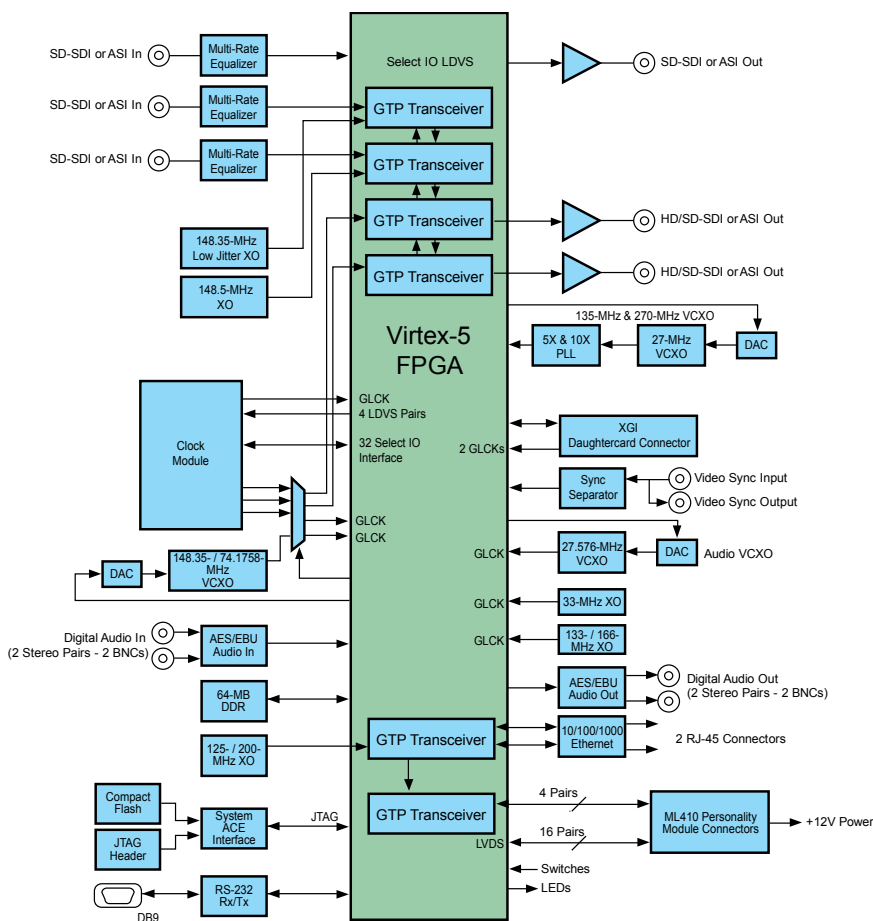 SD-SDI or ASI In
Multi-Rate
Equalizer
Select IO LDVS
SD-SDI or ASI Out
SD-SDI or ASI In
Multi-Rate
Equalizer
GTP Transceiver
SD-SDI or ASI In
Multi-Rate
Equalizer
GTP Transceiver
GTP Transceiver
HD/SD-SDI or ASI Out
148.35-MHz
Low Jitter XO
GTP Transceiver
HD/SD-SDI or ASI Out
148.5-MHz
XO
135-MHz & 270-MHz VCXO
Virtex-5
FPGA
5X & 10X
PLL
27-MHz
VCXO
DAC
Clock
Module
GLCK
4 LDVS Pairs
32 Select IO
Interface
2 GLCKs
XGI
Daughtercard Connector
Sync
Separator
Video Sync Input
Video Sync Output
GLCK
GLCK
GLCK
27.576-MHz
VCXO
DAC
Audio VCXO
DAC
148.35- / 74.1758-
MHz
VCXO
GLCK
33-MHz XO
GLCK
133- / 166-
MHz XO
Digital Audio In
(2 Stereo Pairs - 2 BNCs)
AES/EBU
Audio In
AES/EBU
Audio Out
Digital Audio Out
(2 Stereo Pairs - 2 BNCs)
64-MB
DDR
125- / 200-
MHz XO
GTP Transceiver
10/100/1000
Ethernet
2 RJ-45 Connectors
Compact
Flash
JTAG
Header
System
ACE
Interface
JTAG
GTP Transceiver
4 Pairs
16 Pairs
LVDS
ML410 Personality
Module Connectors
+12V Power
Switches
LEDs
DB9
RS-232
Rx/Tx